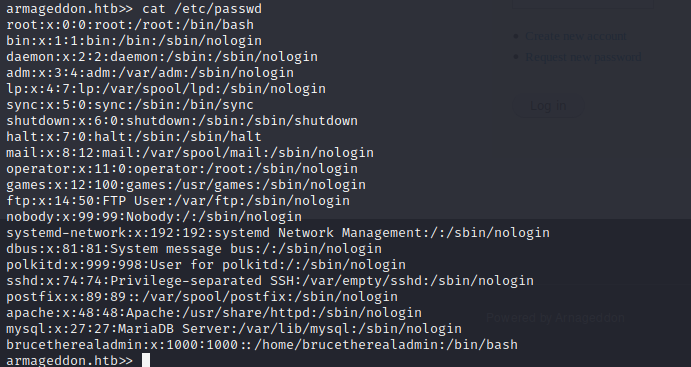 armageddon.htb>> cat /etc/passwd
root:x:0:0:root:/root:/bin/bash
bin:x:1:1:bin:/bin:/sbin/nologin
daemon:x:2:2:daemon:/sbin:/sbin/nologin
adm:x:3:4:adm:/var/adm:/sbin/nologin
lp:x:4:7:lp:/var/spool/lpd:/sbin/nologin
sync:x:5:0:sync:/sbin:/bin/sync
shutdown:x:6:0:shutdown:/sbin:/sbin/shutdown
halt:x:7:0:halt:/sbin:/sbin/halt
mail:x:8:12:mail:/var/spool/mail:/sbin/nologin
operator:x:11:0:operator:/root:/sbin/nologin
games:x:12:100:games:/usr/games:/sbin/nologin
ftp:x:14:50:FTP User:/var/ftp:/sbin/nologin
nobody:x:99:99:Nobody:/:/sbin/nologin
systemd-network:x:192:192:systemd Network Management:/:/sbin/nologin
dbus:x:81:81:System message bus:/:/sbin/nologin
polkitd:x:999:998:User for polkitd:/:/sbin/nologin
sshd:x:74:74:Privilege-separated SSH:/var/empty/sshd:/sbin/nologin
postfix:x:89:89::/var/spool/postfix:/sbin/nologin
apache:x:48:48:Apache:/usr/share/httpd:/sbin/nologin
mysql:x:27:27:MariaDB Server:/var/lib/mysql:/sbin/nologin
brucetherealadmin:x:1000:1000::/home/brucetherealadmin:/bin/bash
armageddon.htb>>
Create new account
Request new password
Log in
Powered by Armageddon